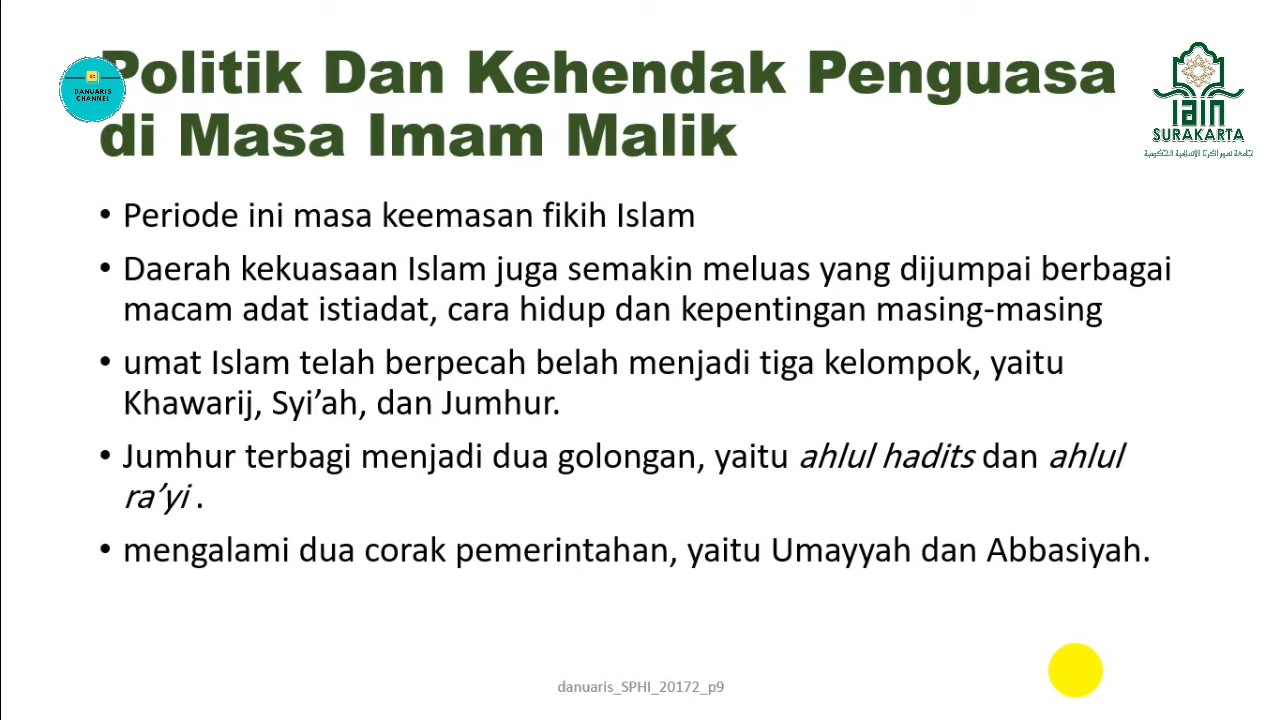 Politik Dan Kehendak Penguasa
di Masa Imam Malik
DANUARIS
CHANNEL
iain
SURAKARTA
• Periode ini masa keemasan fikih Islam
• Daerah kekuasaan Islam juga semakin meluas yang dijumpai berbagai
macam adat istiadat, cara hidup dan kepentingan masing-masing
• umat Islam telah berpecah belah menjadi tiga kelompok, yaitu
Khawarij, Syi’ah, dan Jumhur.
• Jumhur terbagi menjadi dua golongan, yaitu ahlul hadits dan ahlul
ra’yi .
• mengalami dua corak pemerintahan, yaitu Umayyah dan Abbasiyah.
danuaris_SPHI_20172_p9